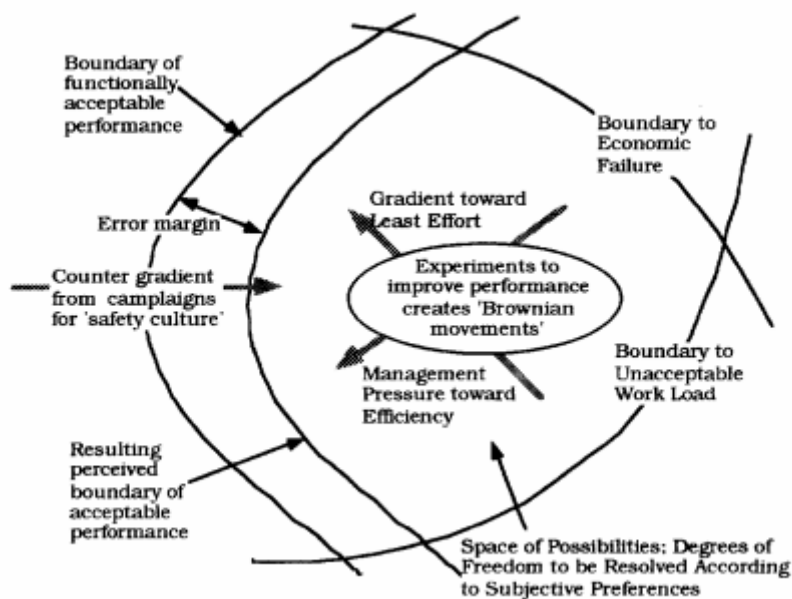 Boundary of
functionally
acceptable
performance
Boundary to
Economic
Failure
Gradient toward
Least Effort
Error margin
Counter gradient
from camplaigns
for 'safety culture'
Experiments to
improve performance
creates 'Brownian
movements'
Management
Pressure toward
Efficiency
Boundary to
Unacceptable
Work Load
Resulting
perceived
boundary of
acceptable
performance
Space of Possibilities; Degrees of
Freedom to be Resolved According
to Subjective Preferences